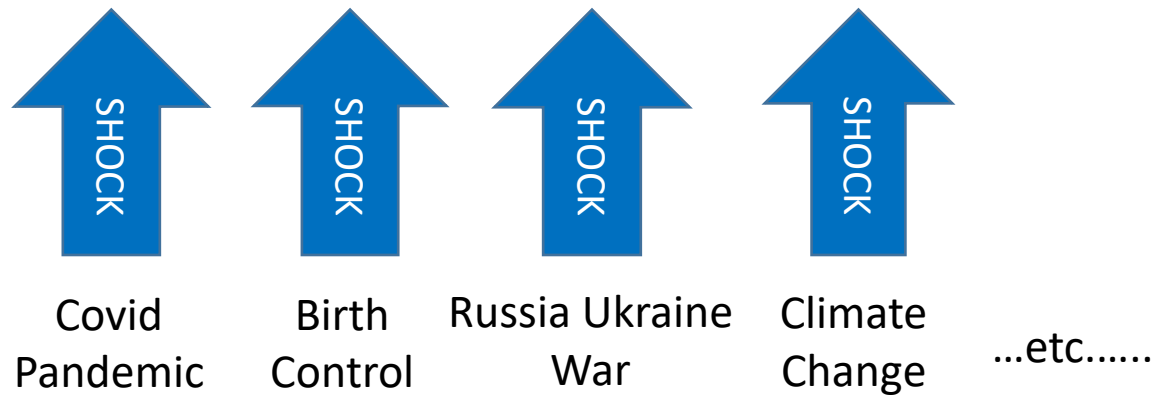 SHOCK
SHOCK
SHOCK
SHOCK
Covid
Pandemic
Birth
Control
Russia Ukraine
War
Climate
Change
...etc......